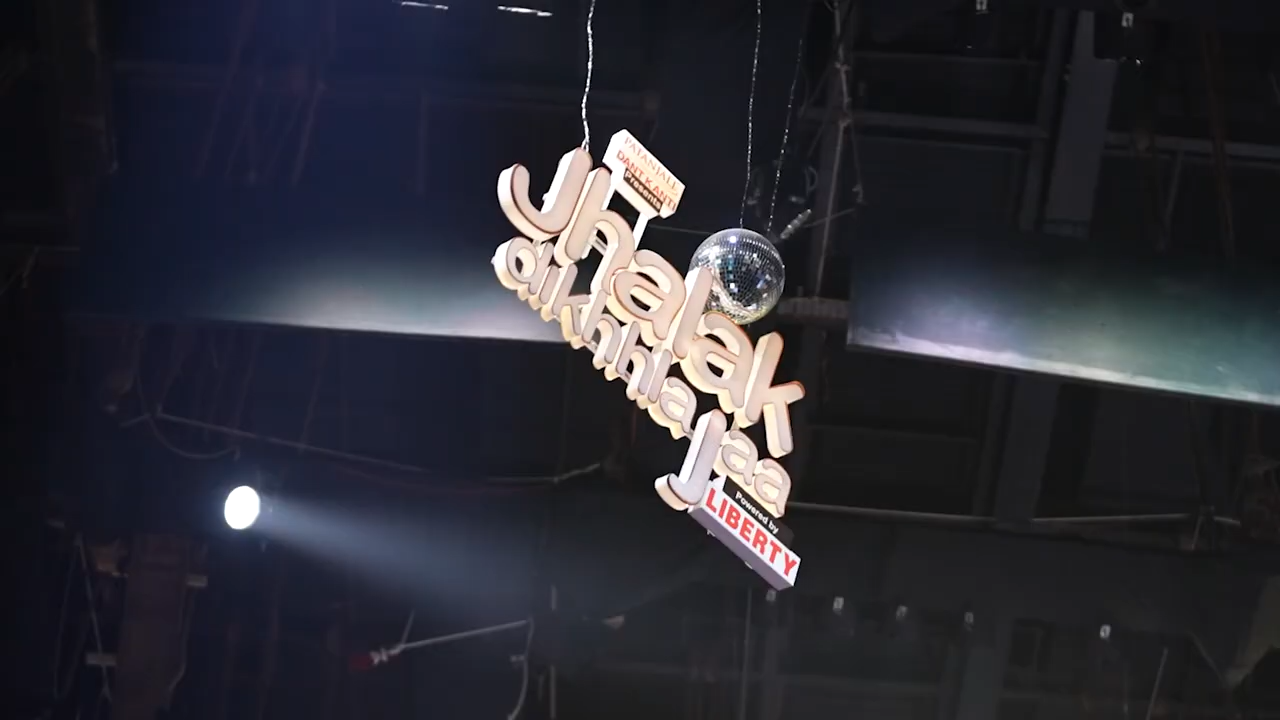 PATANJALI
DANT KANTI
Presents
Jhalak
dikhhla
Jaa
Powered by
LIBERTY